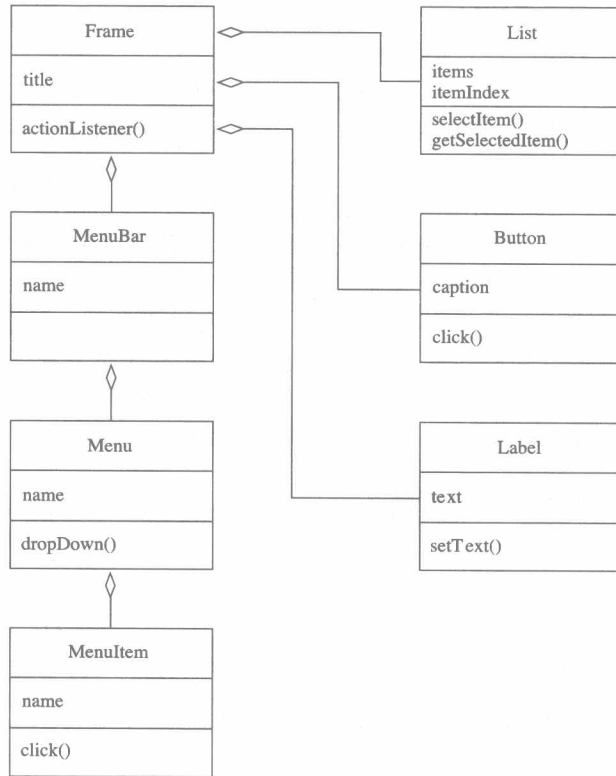 Frame
title
actionListener()
List
items
itemIndex
selectItem()
getSelectedItem()
MenuBar
name
Button
caption
click()
Menu
name
dropDown()
Label
text
setText()
MenuItem
name
click()